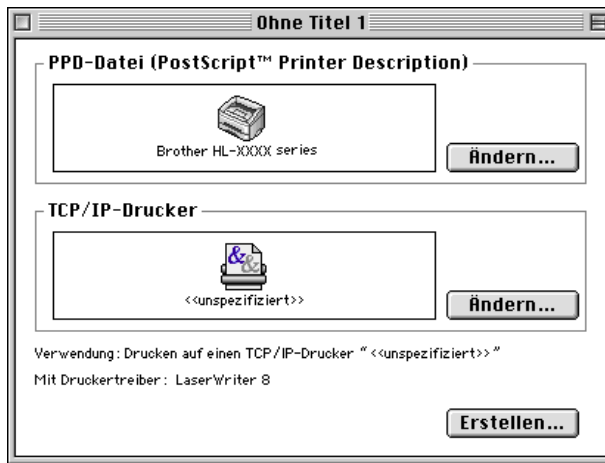 Ohne Titel 1
PPD-Datei (PostScript™ Printer Description)
Brother HL-XXXX series
Ändern...
TCP/IP-Drucker
<<unspezifiziert>>
Ändern...
Verwendung: Drucken auf einen TCP/IP-Drucker “<<unspezifiziert>>”
Mit Druckertreiber: LaserWriter 8
Erstellen...